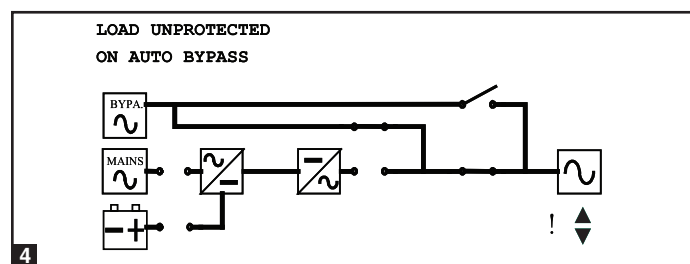 LOAD UNPROTECTED
ON AUTO BYPASS
BYPA.
MAINS
!
4